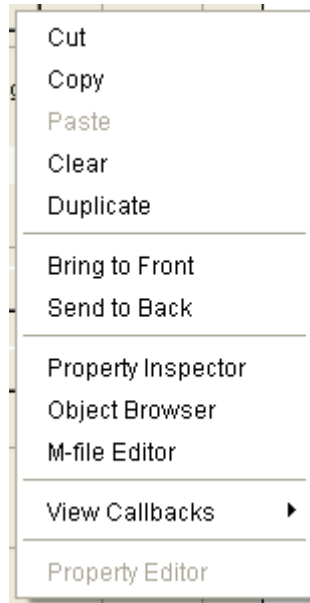 Cut
Copy
Paste
Clear
Duplicate
Bring to Front
Send to Back
Property Inspector
Object Browser
M-file Editor
View Callbacks
Property Editor